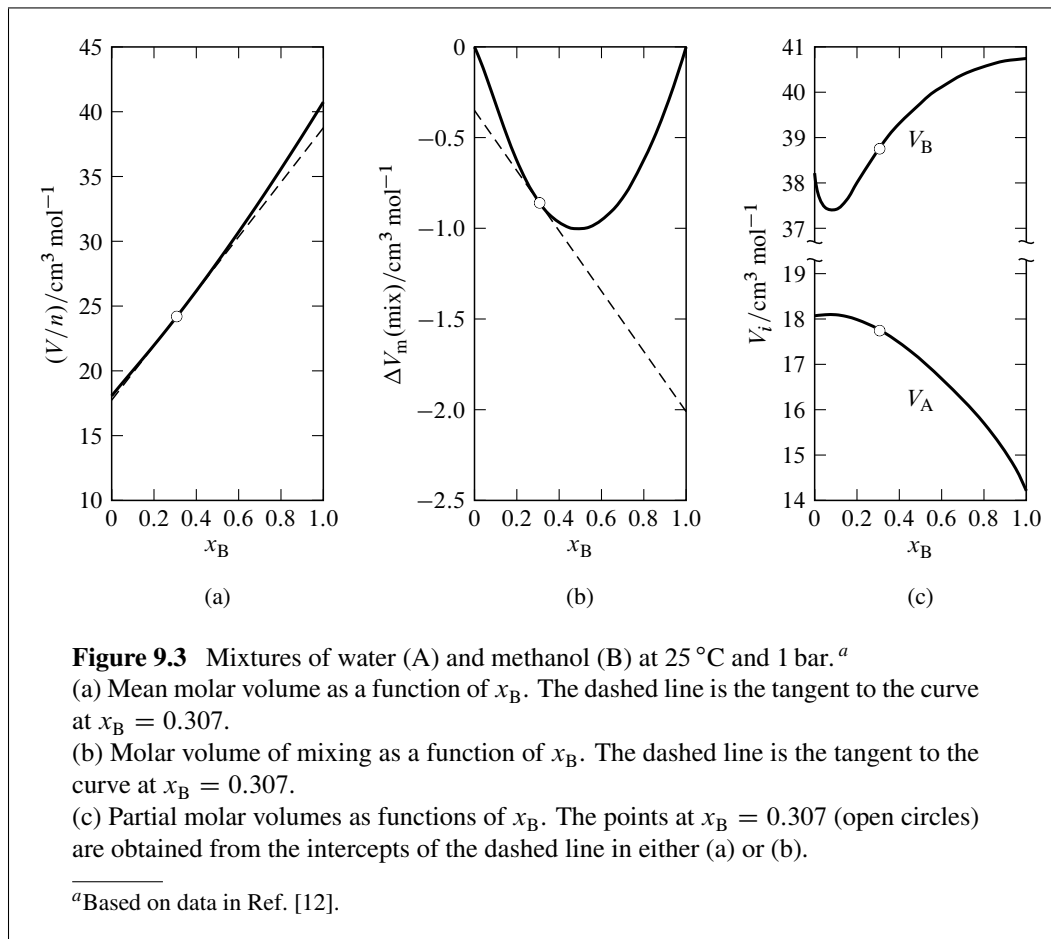 45
40
35
30
25
20
15
10
0 0.2 0.4 0.6 0.8 1.0
(V/n)/cm³ mol⁻¹
x_B
(a)
0
−0.5
−1.0
−1.5
−2.0
−2.5
0 0.2 0.4 0.6 0.8 1.0
ΔV_m(mix)/cm³ mol⁻¹
x_B
(b)
41
40
39
38
37
18
17
16
15
14
0 0.2 0.4 0.6 0.8 1.0
V_i/cm³ mol⁻¹
V_B
V_A
x_B
(c)
Figure 9.3 Mixtures of water (A) and methanol (B) at 25 °C and 1 bar. ᵃ
(a) Mean molar volume as a function of x_B. The dashed line is the tangent to the curve
at x_B = 0.307.
(b) Molar volume of mixing as a function of x_B. The dashed line is the tangent to the
curve at x_B = 0.307.
(c) Partial molar volumes as functions of x_B. The points at x_B = 0.307 (open circles)
are obtained from the intercepts of the dashed line in either (a) or (b).
ᵃBased on data in Ref. [12].